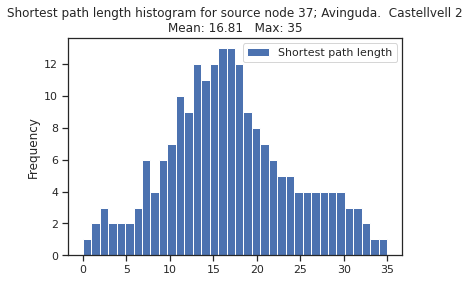 Shortest path length histogram for source node 37; Avinguda.  Castellvell 2
Mean: 16.81   Max: 35
Shortest path length
Frequency
12
10
8
6
4
2
0
0 5 10 15 20 25 30 35